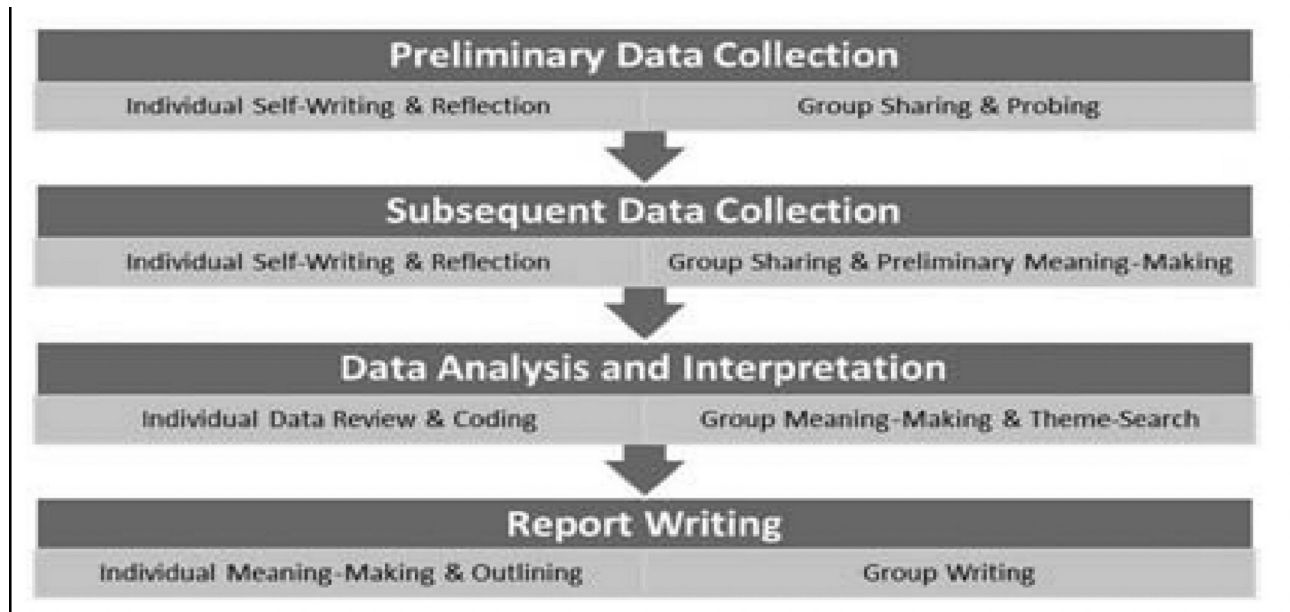 Preliminary Data Collection
Individual Self-Writing & Reflection
Group Sharing & Probing
Subsequent Data Collection
Individual Self-Writing & Reflection
Group Sharing & Preliminary Meaning-Making
Data Analysis and Interpretation
Individual Data Review & Coding
Group Meaning-Making & Theme-Search
Report Writing
Individual Meaning-Making & Outlining
Group Writing